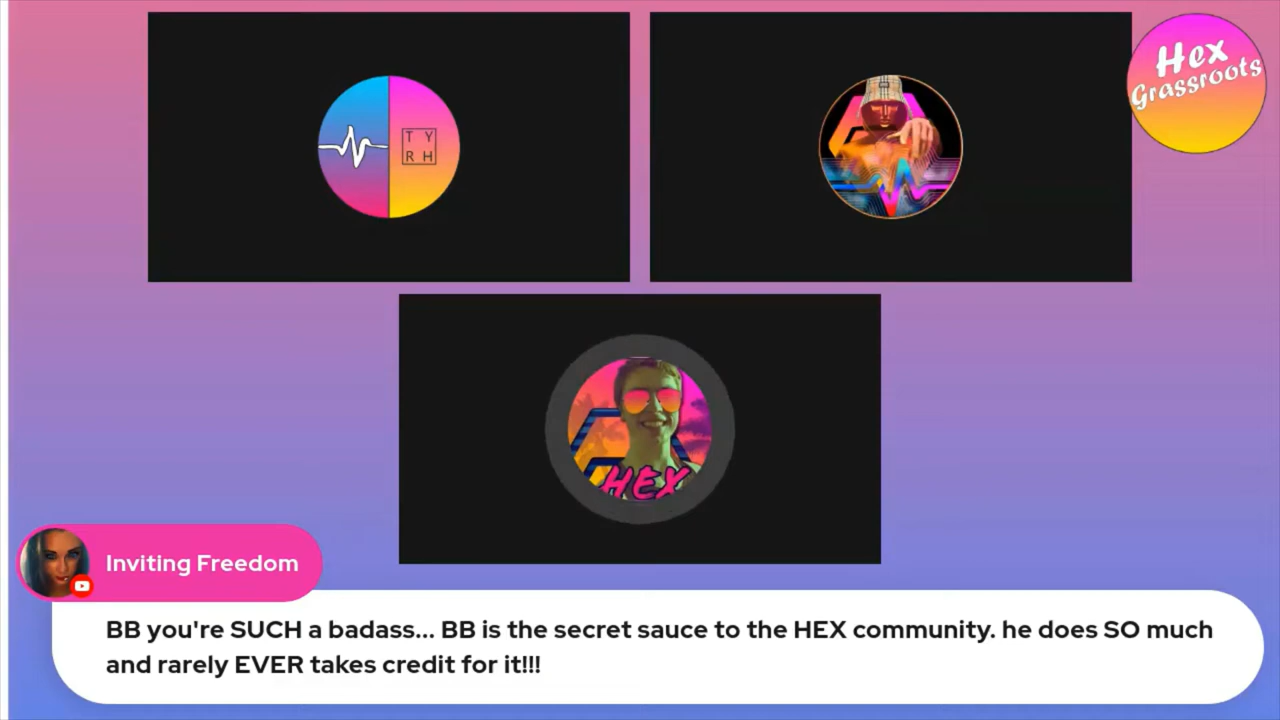 Hex
Grassroots
T Y
R H
HEX
Inviting Freedom
BB you're SUCH a badass... BB is the secret sauce to the HEX community. he does SO much
and rarely EVER takes credit for it!!!